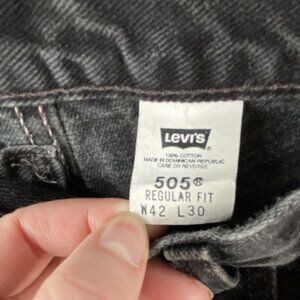 Levi's
100% COTTON
MADE IN DOMINICAN REPUBLIC
CARE ON REVERSE
505®
REGULAR FIT
W42 L30